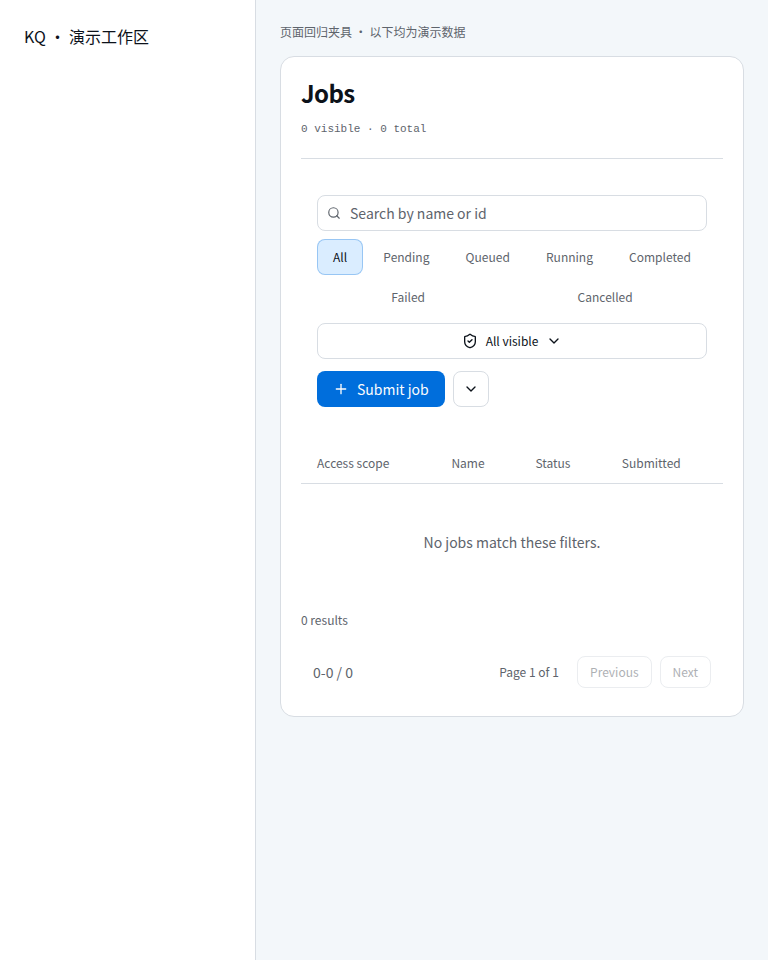 KQ · 演示工作区
页面回归夹具 · 以下均为演示数据
Jobs
0 visible · 0 total
Search by name or id
All Pending Queued Running Completed
Failed Cancelled
All visible
Submit job
Access scope Name Status Submitted
No jobs match these filters.
0 results
0-0 / 0 Page 1 of 1 Previous Next